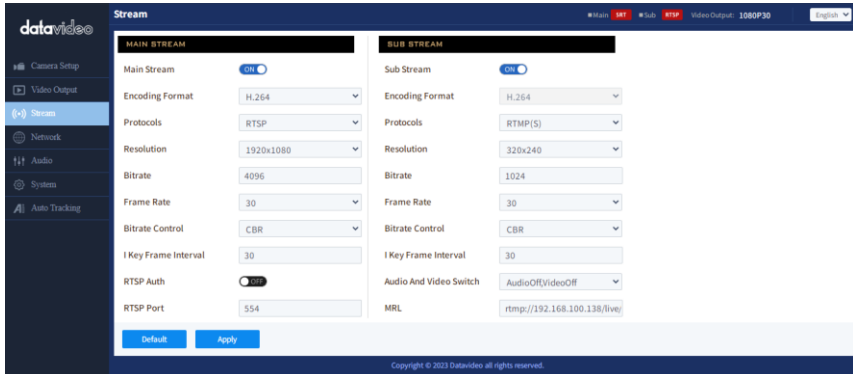 datavideo
Stream
Main SRT Sub RTSP Video Output: 1080P30 English
Camera Setup
Video Output
Stream
Network
Audio
System
Auto Tracking
MAIN STREAM
Main Stream ON
Encoding Format H.264
Protocols RTSP
Resolution 1920x1080
Bitrate 4096
Frame Rate 30
Bitrate Control CBR
I Key Frame Interval 30
RTSP Auth OFF
RTSP Port 554
SUB STREAM
Sub Stream ON
Encoding Format H.264
Protocols RTMP(S)
Resolution 320x240
Bitrate 1024
Frame Rate 30
Bitrate Control CBR
I Key Frame Interval 30
Audio And Video Switch AudioOff,VideoOff
MRL rtmp://192.168.100.138/live/
Default Apply
Copyright © 2023 Datavideo all rights reserved.